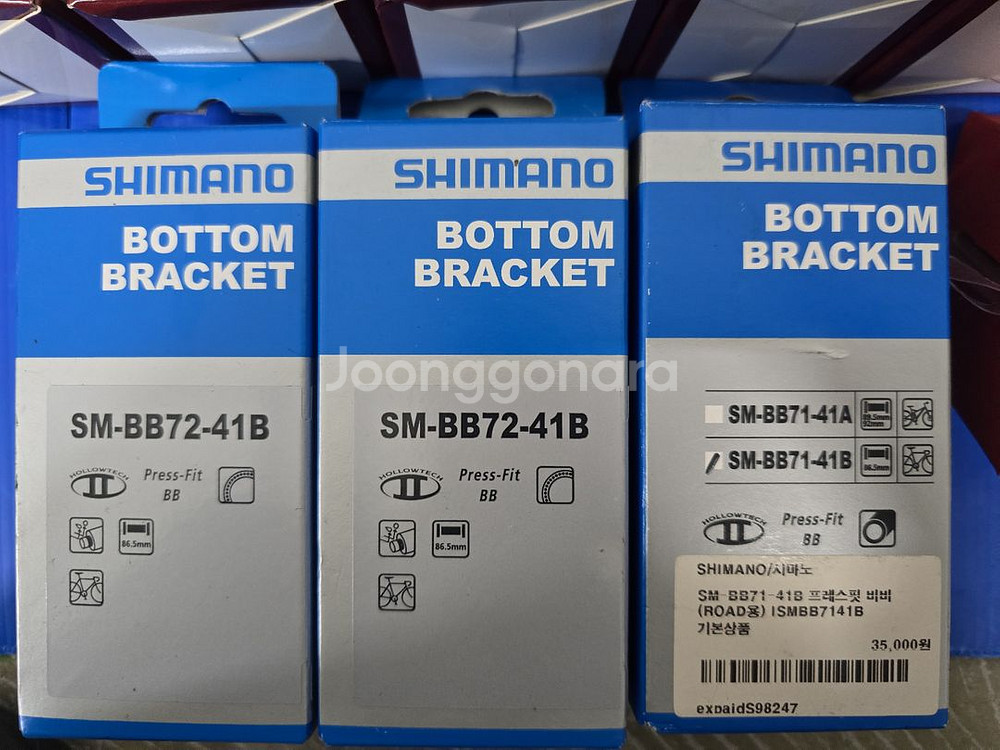 SHIMANO
BOTTOM
BRACKET
SM-BB72-41B
HOLLOWTECH
II
Press-Fit
BB
86.5mm
SHIMANO
BOTTOM
BRACKET
SM-BB72-41B
HOLLOWTECH
II
Press-Fit
BB
86.5mm
SHIMANO
BOTTOM
BRACKET
SM-BB71-41A
89.5mm
92mm
SM-BB71-41B
86.5mm
HOLLOWTECH
II
Press-Fit
BB
SHIMANO/시마노
SM-BB71-41B 프레스핏 비비
(ROAD용) ISMBB7141B
기본상품
35,000원
expaidS98247
Joonggonara